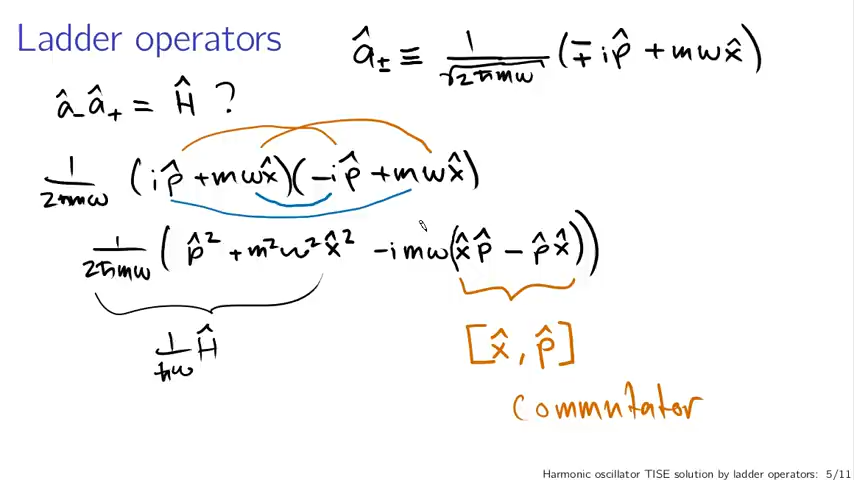 Ladder operators
â± ≡ 1/√(2ℏmω) (∓ip̂ + mωx̂)
â₋â₊ = Ĥ ?
1/(2ℏmω) (ip̂ + mωx̂)(−ip̂ + mωx̂)
1/(2ℏmω) (p̂² + m²ω²x̂² − imω(x̂p̂ − p̂x̂))
1/(ℏω) Ĥ
[x̂, p̂]
commutator
Harmonic oscillator TISE solution by ladder operators: 5/11